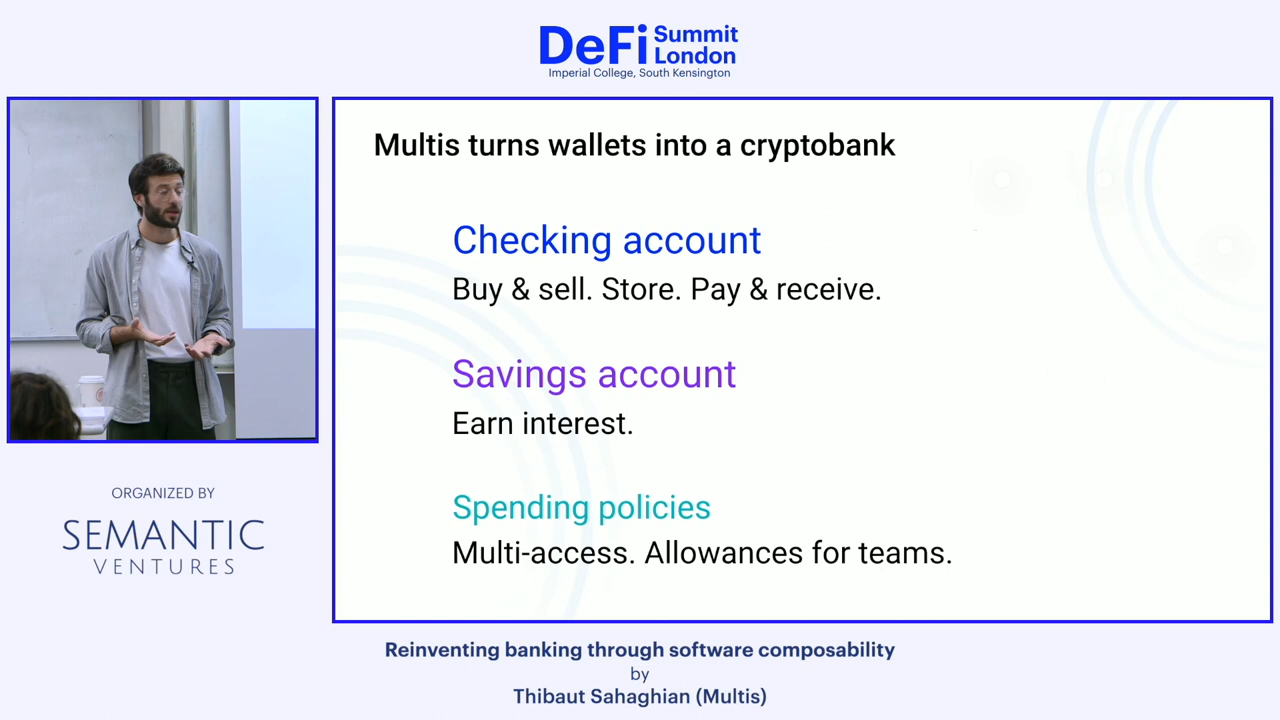 DeFi Summit
London
Imperial College, South Kensington
Multis turns wallets into a cryptobank
Checking account
Buy & sell. Store. Pay & receive.
Savings account
Earn interest.
Spending policies
Multi-access. Allowances for teams.
ORGANIZED BY
SEMANTIC
VENTURES
Reinventing banking through software composability
by
Thibaut Sahaghian (Multis)